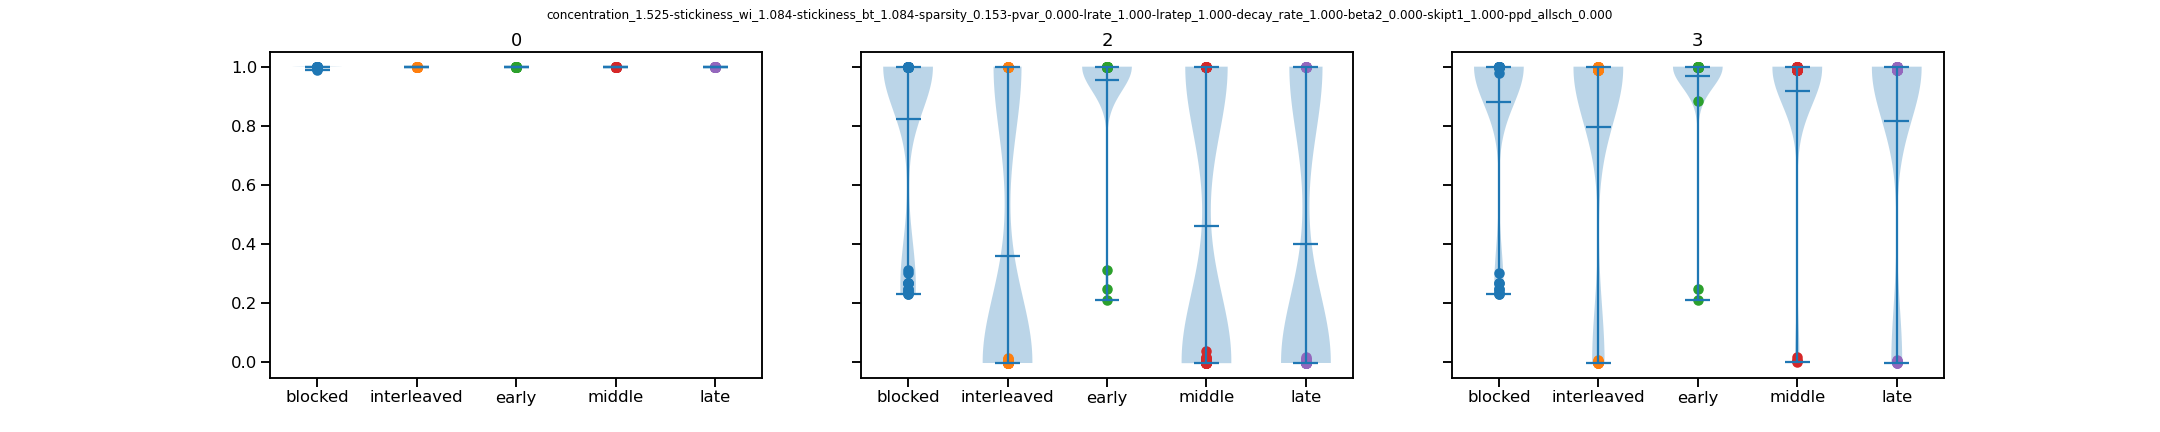 concentration_1.525-stickiness_wi_1.084-stickiness_bt_1.084-sparsity_0.153-pvar_0.000-lrate_1.000-lratep_1.000-decay_rate_1.000-beta2_0.000-skipt1_1.000-ppd_allsch_0.000
0
2
3
1.0
0.8
0.6
0.4
0.2
0.0
blocked
interleaved
early
middle
late
blocked
interleaved
early
middle
late
blocked
interleaved
early
middle
late